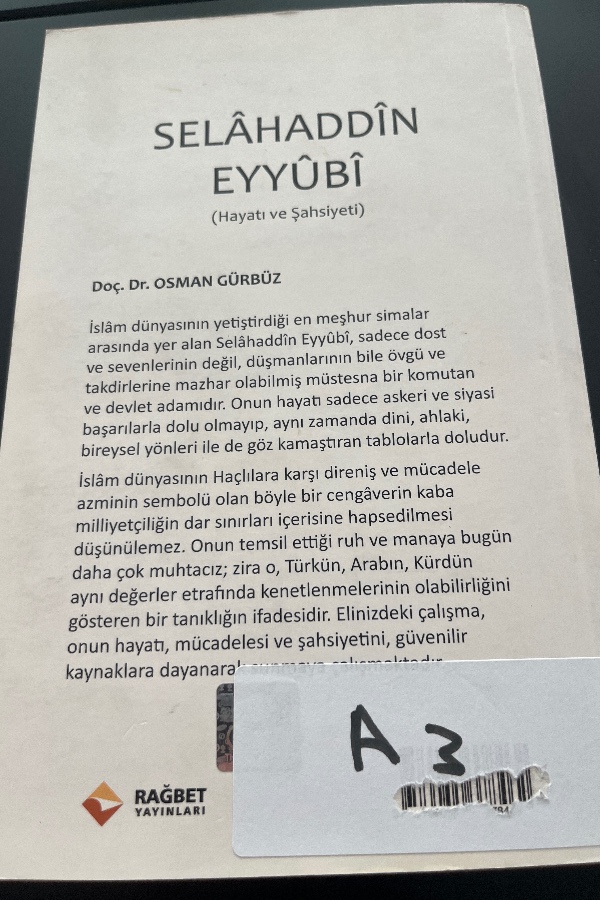 SELÂHADDÎN
EYYÛBÎ
(Hayatı ve Şahsiyeti)
Doç. Dr. OSMAN GÜRBÜZ
İslâm dünyasının yetiştirdiği en meşhur simalar
arasında yer alan Selâhaddîn Eyyûbî, sadece dost
ve sevenlerinin değil, düşmanlarının bile övgü ve
takdirlerine mazhar olabilmiş müstesna bir komutan
ve devlet adamıdır. Onun hayatı sadece askeri ve siyasi
başarılarla dolu olmayıp, aynı zamanda dini, ahlaki,
bireysel yönleri ile de göz kamaştıran tablolarla doludur.
İslâm dünyasının Haçlılara karşı direniş ve mücadele
azminin sembolü olan böyle bir cengâverin kaba
milliyetçiliğin dar sınırları içerisine hapsedilmesi
düşünülemez. Onun temsil ettiği ruh ve manaya bugün
daha çok muhtacız; zira o, Türkün, Arabın, Kürdün
aynı değerler etrafında kenetlenmelerinin olabilirliğini
gösteren bir tanıklığın ifadesidir. Elinizdeki çalışma,
onun hayatı, mücadelesi ve şahsiyetini, güvenilir
kaynaklara dayanarak sunmaya çalışmaktadır.
A 3
RAĞBET
YAYINLARI